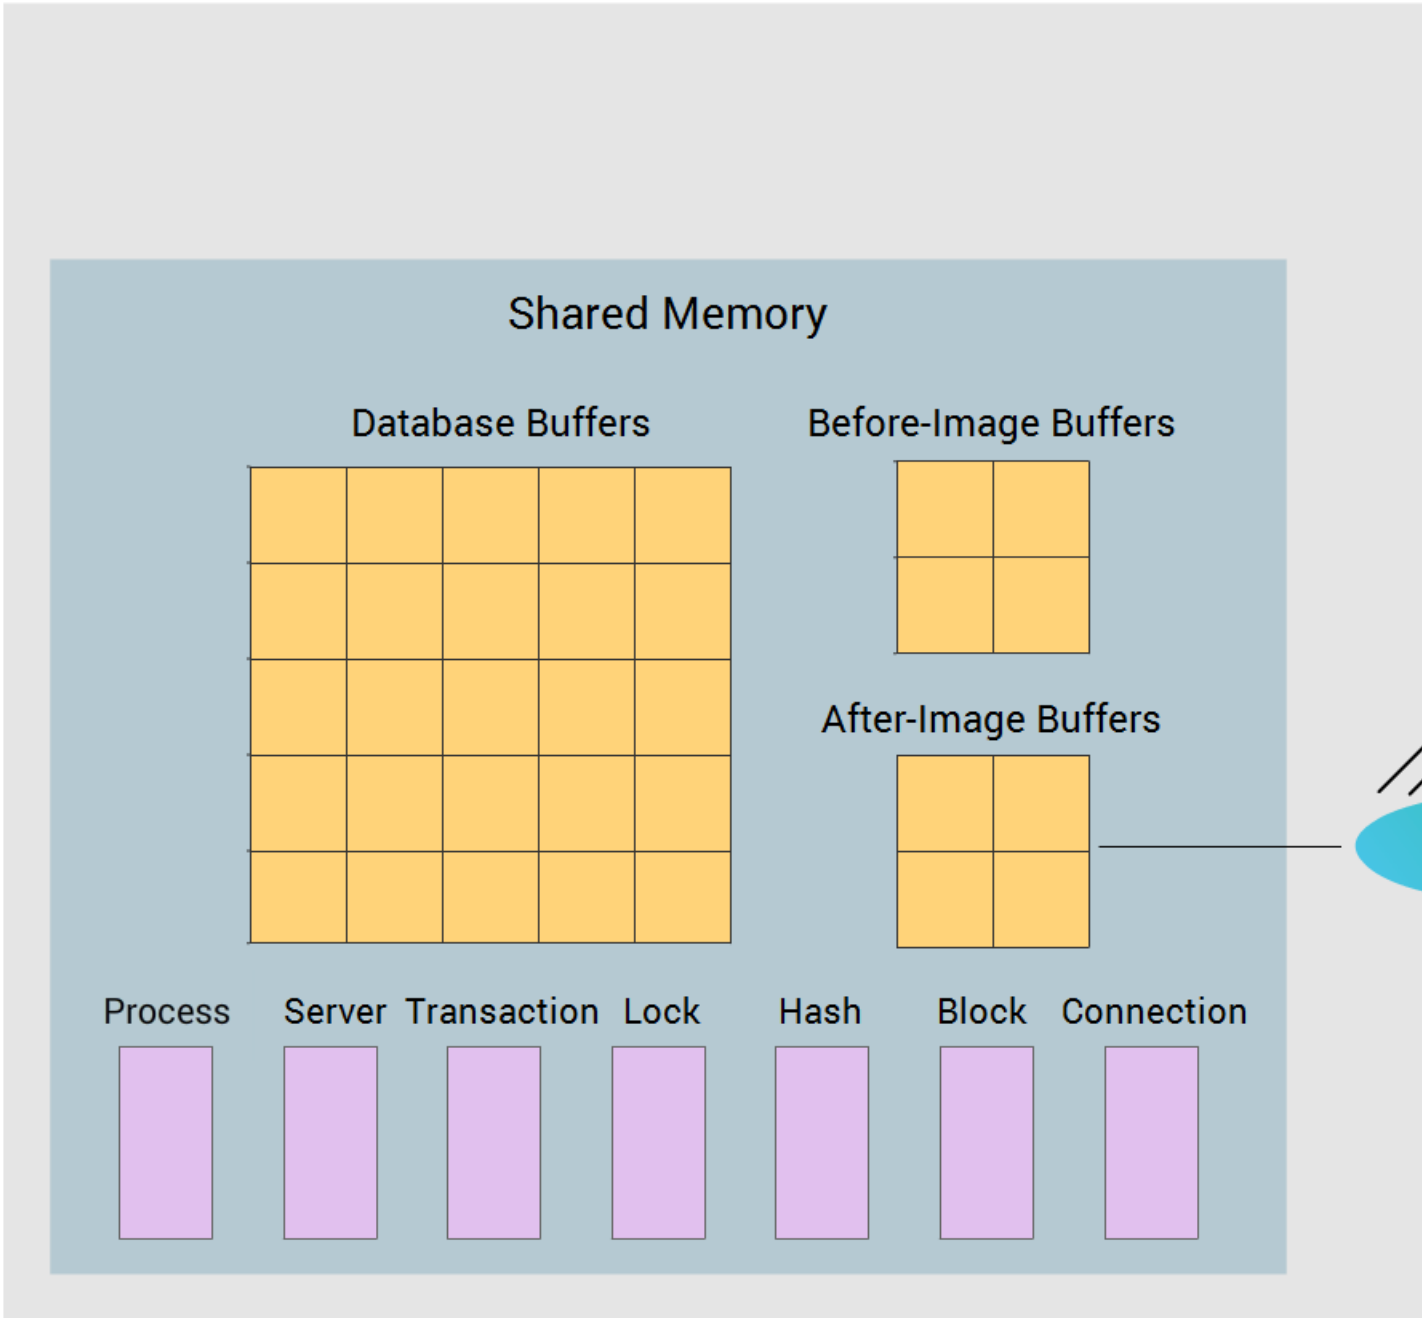 Shared Memory
Database Buffers
Before-Image Buffers
After-Image Buffers
Process Server Transaction Lock Hash Block Connection